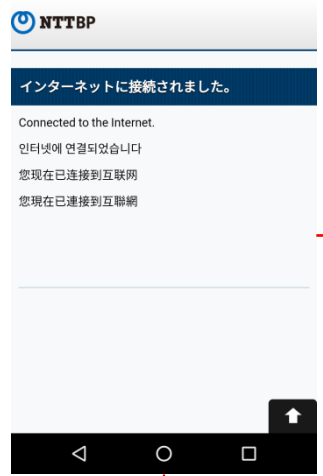 NTTBP
インターネットに接続されました。
Connected to the Internet.
인터넷에 연결되었습니다
您现在已连接到互联网
您現在已連接到互聯網